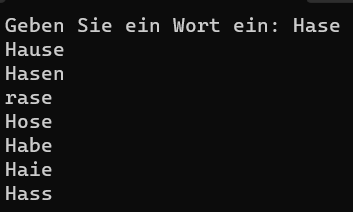 Geben Sie ein Wort ein: Hase
Hause
Hasen
rase
Hose
Habe
Haie
Hass